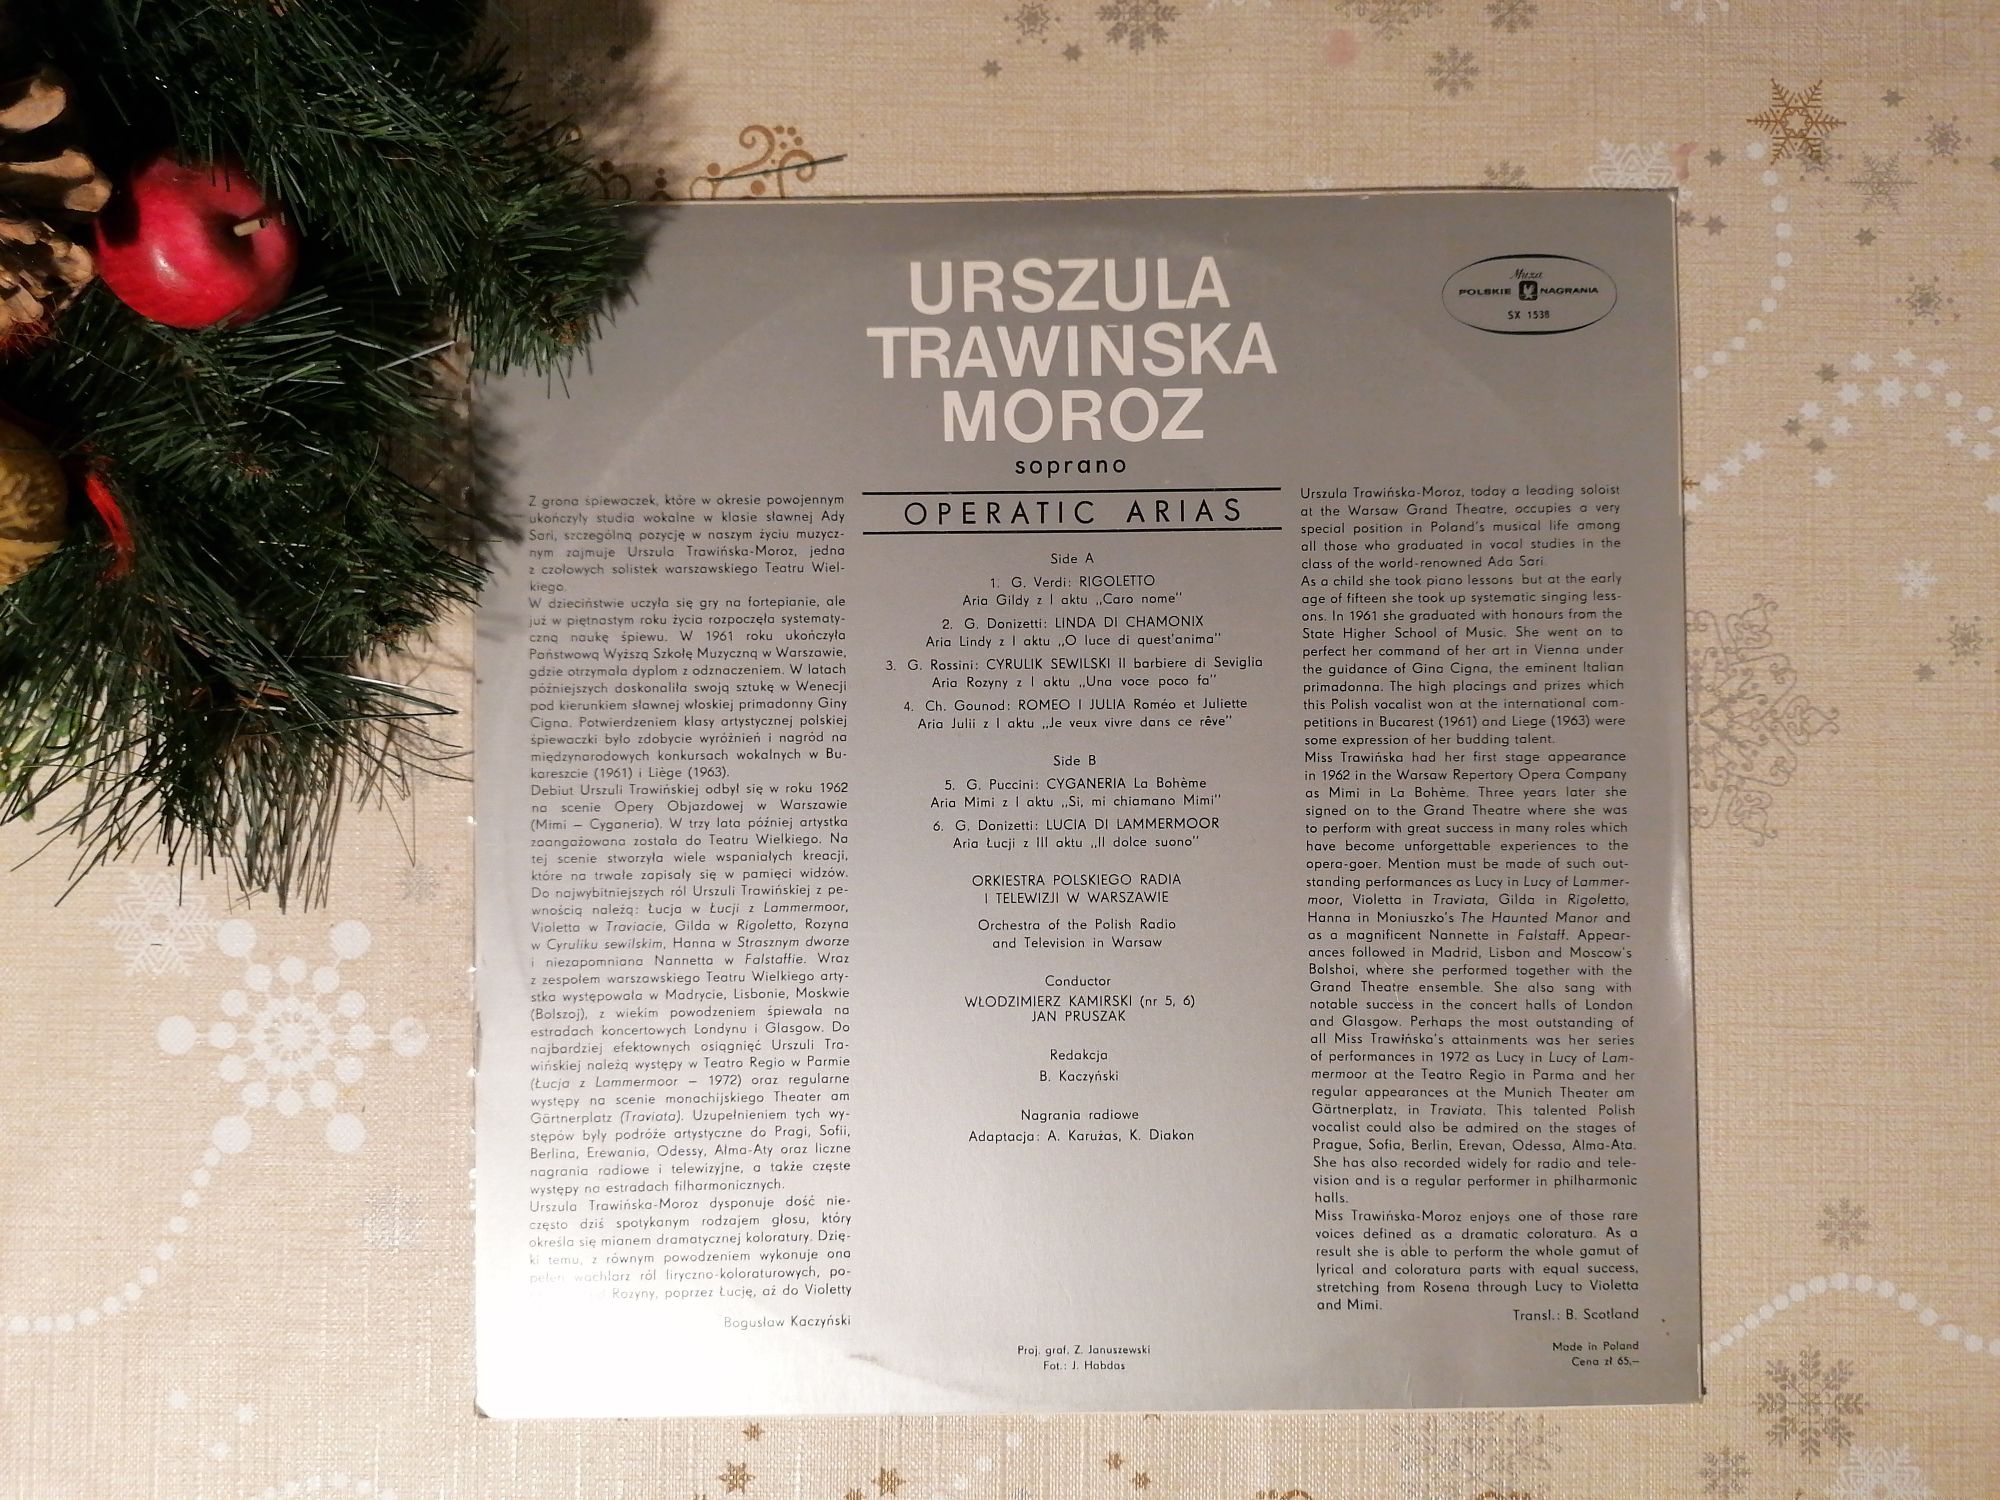 URSZULA
TRAWIŃSKA
MOROZ
soprano
Muza
POLSKIE NAGRANIA
SX 1538
Z grona śpiewaczek, które w okresie powojennym
ukończyły studia wokalne w klasie sławnej Ady
Sari, szczególną pozycję w naszym życiu muzycz-
nym zajmuje Urszula Trawińska-Moroz, jedna
z czołowych solistek warszawskiego Teatru Wiel-
kiego.
W dzieciństwie uczyła się gry na fortepianie, ale
już w piętnastym roku życia rozpoczęła systematy-
czną naukę śpiewu. W 1961 roku ukończyła
Państwową Wyższą Szkołę Muzyczną w Warszawie,
gdzie otrzymała dyplom z odznaczeniem. W latach
późniejszych doskonaliła swoją sztukę w Wenecji
pod kierunkiem sławnej włoskiej primadonny Giny
Cigna. Potwierdzeniem klasy artystycznej polskiej
śpiewaczki było zdobycie wyróżnień i nagród na
międzynarodowych konkursach wokalnych w Bu-
kareszcie (1961) i Liège (1963).
Debiut Urszuli Trawińskiej odbył się w roku 1962
na scenie Opery Objazdowej w Warszawie
(Mimi — Cyganeria). W trzy lata później artystka
zaangażowana została do Teatru Wielkiego. Na
tej scenie stworzyła wiele wspaniałych kreacji,
które na trwałe zapisały się w pamięci widzów.
Do najwybitniejszych ról Urszuli Trawińskiej z pe-
wnością należą: Łucja w Łucji z Lammermoor,
Violetta w Traviacie, Gilda w Rigoletto, Rozyna
w Cyruliku sewilskim, Hanna w Strasznym dworze
i niezapomniana Nannetta w Falstaffie. Wraz
z zespołem warszawskiego Teatru Wielkiego arty-
stka występowała w Madrycie, Lisbonie, Moskwie
(Bolszoj), z wiekim powodzeniem śpiewała na
estradach koncertowych Londynu i Glasgow. Do
najbardziej efektownych osiągnięć Urszuli Tra-
wińskiej należą występy w Teatro Regio w Parmie
(Łucja z Lammermoor — 1972) oraz regularne
występy na scenie monachijskiego Theater am
Gärtnerplatz (Traviata). Uzupełnieniem tych wy-
stępów były podróże artystyczne do Pragi, Sofii,
Berlina, Erewania, Odessy, Ałma-Aty oraz liczne
nagrania radiowe i telewizyjne, a także częste
występy na estradach filharmonicznych.
Urszula Trawińska-Moroz dysponuje dość nie-
często dziś spotykanym rodzajem głosu, który
określa się mianem dramatycznej koloratury. Dzię-
ki temu, z równym powodzeniem wykonuje ona
pełen wachlarz ról liryczno-koloraturowych, po-
Rozyny, poprzez Łucję, aż do Violetty
Bogusław Kaczyński
OPERATIC ARIAS
Side A
1. G. Verdi: RIGOLETTO
Aria Gildy z I aktu „Caro nome"
2. G. Donizetti: LINDA DI CHAMONIX
Aria Lindy z I aktu „O luce di quest'anima"
3. G. Rossini: CYRULIK SEWILSKI Il barbiere di Seviglia
Aria Rozyny z I aktu „Una voce poco fa"
4. Ch. Gounod: ROMEO I JULIA Roméo et Juliette
Aria Julii z I aktu „Je veux vivre dans ce rêve"
Side B
5. G. Puccini: CYGANERIA La Bohème
Aria Mimi z I aktu „Si, mi chiamano Mimi"
6. G. Donizetti: LUCIA DI LAMMERMOOR
Aria Łucji z III aktu „Il dolce suono"
ORKIESTRA POLSKIEGO RADIA
I TELEWIZJI W WARSZAWIE
Orchestra of the Polish Radio
and Television in Warsaw
Conductor
WŁODZIMIERZ KAMIRSKI (nr 5, 6)
JAN PRUSZAK
Redakcja
B. Kaczyński
Nagrania radiowe
Adaptacja: A. Karużas, K. Diakon
Proj. graf. Z. Januszewski
Fot.: J. Habdas
Urszula Trawińska-Moroz, today a leading soloist
at the Warsaw Grand Theatre, occupies a very
special position in Poland's musical life among
all those who graduated in vocal studies in the
class of the world-renowned Ada Sari.
As a child she took piano lessons but at the early
age of fifteen she took up systematic singing less-
ons. In 1961 she graduated with honours from the
State Higher School of Music. She went on to
perfect her command of her art in Vienna under
the guidance of Gina Cigna, the eminent Italian
primadonna. The high placings and prizes which
this Polish vocalist won at the international com-
petitions in Bucarest (1961) and Liege (1963) were
some expression of her budding talent.
Miss Trawińska had her first stage appearance
in 1962 in the Warsaw Repertory Opera Company
as Mimi in La Bohème. Three years later she
signed on to the Grand Theatre where she was
to perform with great success in many roles which
have become unforgettable experiences to the
opera-goer. Mention must be made of such out-
standing performances as Lucy in Lucy of Lammer-
moor, Violetta in Traviata, Gilda in Rigoletto,
Hanna in Moniuszko's The Haunted Manor and
as a magnificent Nannette in Falstaff. Appear-
ances followed in Madrid, Lisbon and Moscow's
Bolshoi, where she performed together with the
Grand Theatre ensemble. She also sang with
notable success in the concert halls of London
and Glasgow. Perhaps the most outstanding of
all Miss Trawińska's attainments was her series
of performances in 1972 as Lucy in Lucy of Lam-
mermoor at the Teatro Regio in Parma and her
regular appearances at the Munich Theater am
Gärtnerplatz, in Traviata. This talented Polish
vocalist could also be admired on the stages of
Prague, Sofia, Berlin, Erevan, Odessa, Alma-Ata.
She has also recorded widely for radio and tele-
vision and is a regular performer in philharmonic
halls.
Miss Trawińska-Moroz enjoys one of those rare
voices defined as a dramatic coloratura. As a
result she is able to perform the whole gamut of
lyrical and coloratura parts with equal success,
stretching from Rosena through Lucy to Violetta
and Mimi.
Transl.: B. Scotland
Made in Poland
Cena zł 65,—